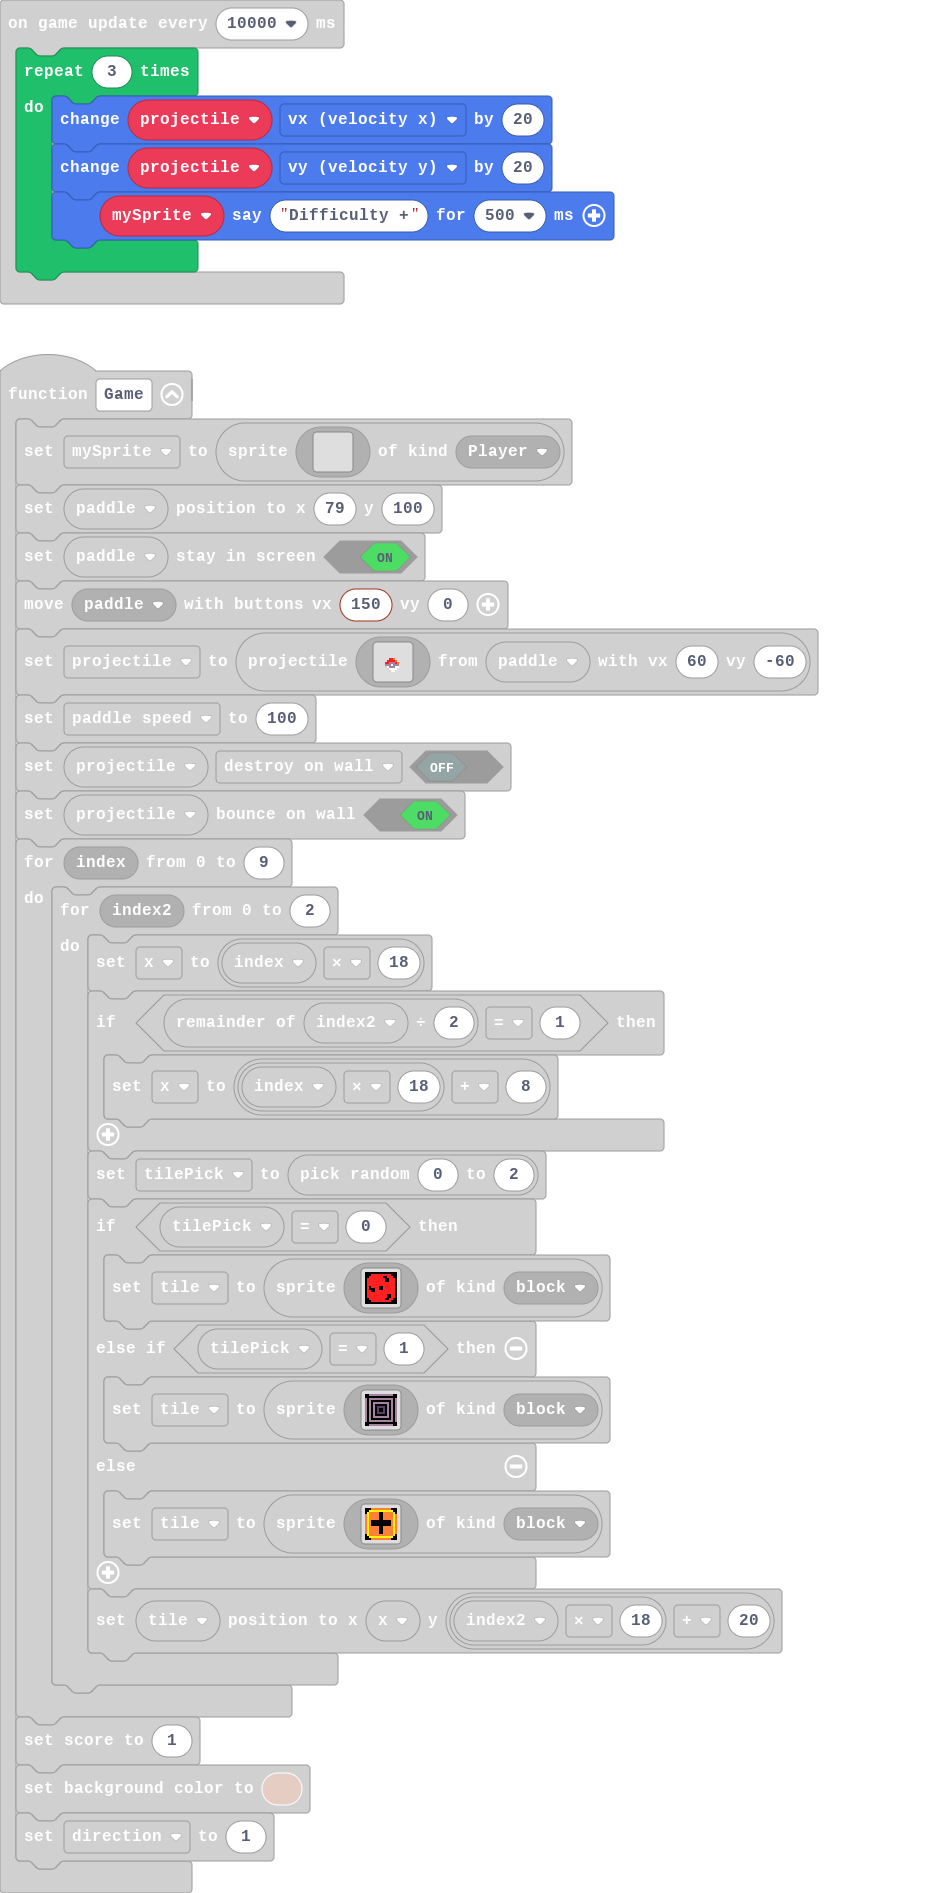 on game update every 10000 ms
repeat 3 times
do
change projectile vx (velocity x) by 20
change projectile vy (velocity y) by 20
mySprite say "Difficulty +" for 500 ms
function Game
set mySprite to sprite of kind Player
set paddle position to x 79 y 100
set paddle stay in screen ON
move paddle with buttons vx 150 vy 0
set projectile to projectile from paddle with vx 60 vy -60
set paddle speed to 100
set projectile destroy on wall OFF
set projectile bounce on wall ON
for index from 0 to 9
do
for index2 from 0 to 2
do
set x to index × 18
if remainder of index2 ÷ 2 = 1 then
set x to index × 18 + 8
set tilePick to pick random 0 to 2
if tilePick = 0 then
set tile to sprite of kind block
else if tilePick = 1 then
set tile to sprite of kind block
else
set tile to sprite of kind block
set tile position to x x y index2 × 18 + 20
set score to 1
set background color to
set direction to 1